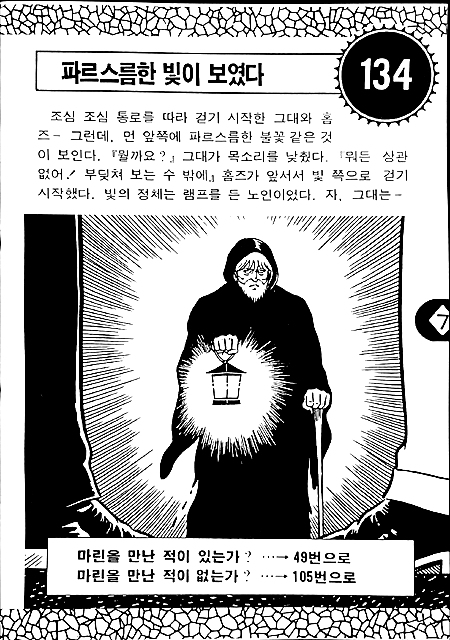 파르스름한 빛이 보였다
134
조심 조심 통로를 따라 걷기 시작한 그대와 홈
즈— 그런데, 먼 앞쪽에 파르스름한 불꽃 같은 것
이 보인다. 『뭘까요?』 그대가 목소리를 낮췄다. 『뭐든 상관
없어! 부딪쳐 보는 수 밖에』 홈즈가 앞서서 빛 쪽으로 걷기
시작했다. 빛의 정체는 램프를 든 노인이었다. 자, 그대는—
7
마린을 만난 적이 있는가? …→ 49번으로
마린을 만난 적이 없는가? …→ 105번으로